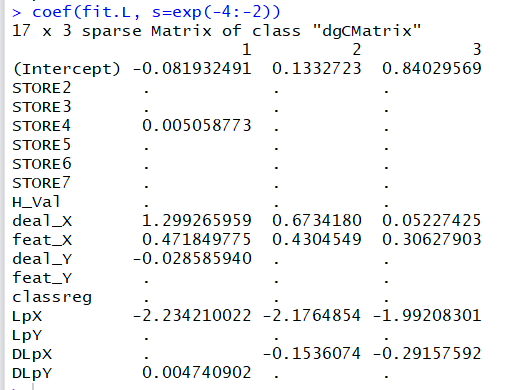 > coef(fit.L, s=exp(-4:-2))
17 x 3 sparse Matrix of class "dgCMatrix"
                       1          2           3
(Intercept) -0.081932491  0.1332723  0.84029569
STORE2       .            .          .
STORE3       .            .          .
STORE4       0.005058773  .          .
STORE5       .            .          .
STORE6       .            .          .
STORE7       .            .          .
H_Val        .            .          .
deal_X       1.299265959  0.6734180  0.05227425
feat_X       0.471849775  0.4304549  0.30627903
deal_Y      -0.028585940  .          .
feat_Y       .            .          .
classreg     .            .          .
LpX         -2.234210022 -2.1764854 -1.99208301
LpY          .            .          .
DLpX         .           -0.1536074 -0.29157592
DLpY         0.004740902  .          .